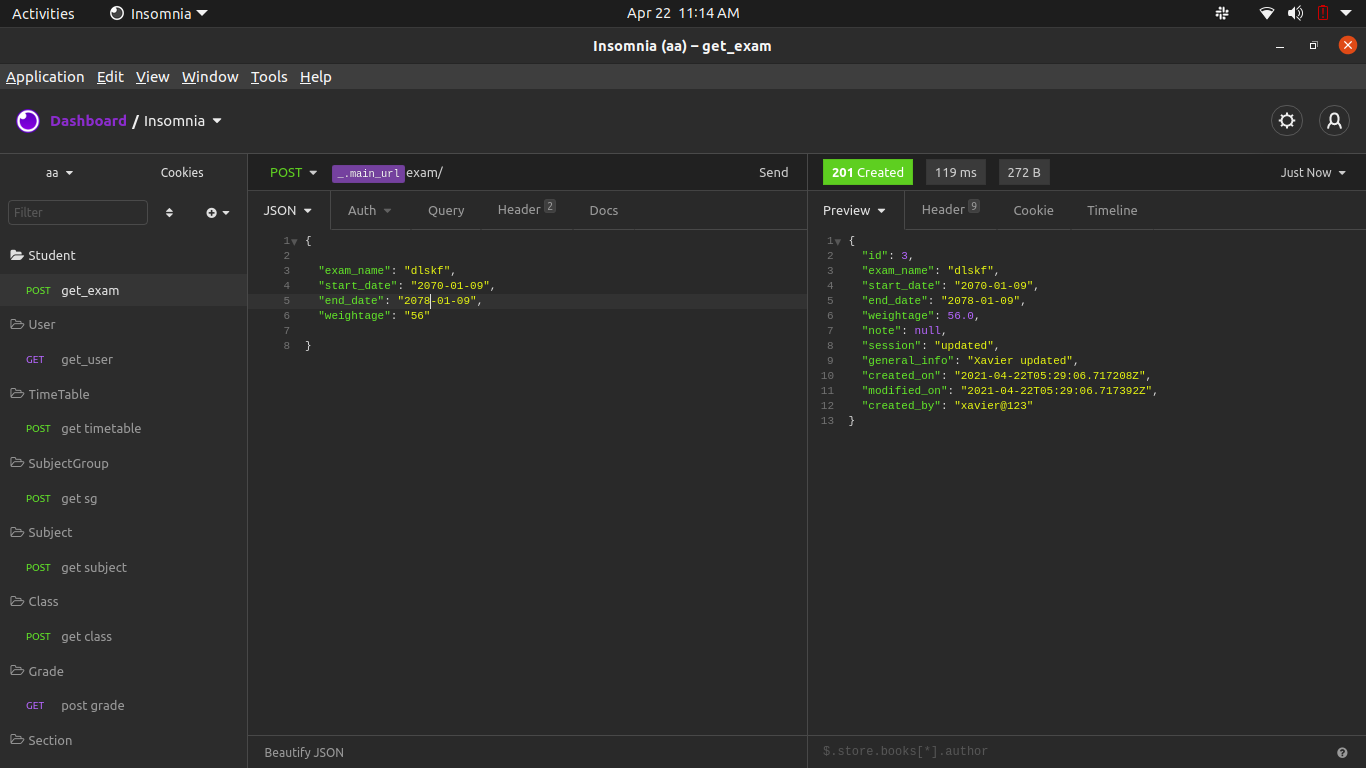 Activities Insomnia Apr 22 11:14 AM
Insomnia (aa) – get_exam
Application Edit View Window Tools Help
Dashboard / Insomnia
aa Cookies
Filter
Student
POST get_exam
User
GET get_user
TimeTable
POST get timetable
SubjectGroup
POST get sg
Subject
POST get subject
Class
POST get class
Grade
GET post grade
Section
POST _.main_url exam/ Send
JSON Auth Query Header 2 Docs
1 {
2
3 "exam_name": "dlskf",
4 "start_date": "2070-01-09",
5 "end_date": "2078-01-09",
6 "weightage": "56"
7
8 }
Beautify JSON
201 Created 119 ms 272 B Just Now
Preview Header 9 Cookie Timeline
1 {
2 "id": 3,
3 "exam_name": "dlskf",
4 "start_date": "2070-01-09",
5 "end_date": "2078-01-09",
6 "weightage": 56.0,
7 "note": null,
8 "session": "updated",
9 "general_info": "Xavier updated",
10 "created_on": "2021-04-22T05:29:06.717208Z",
11 "modified_on": "2021-04-22T05:29:06.717392Z",
12 "created_by": "xavier@123"
13 }
$.store.books[*].author